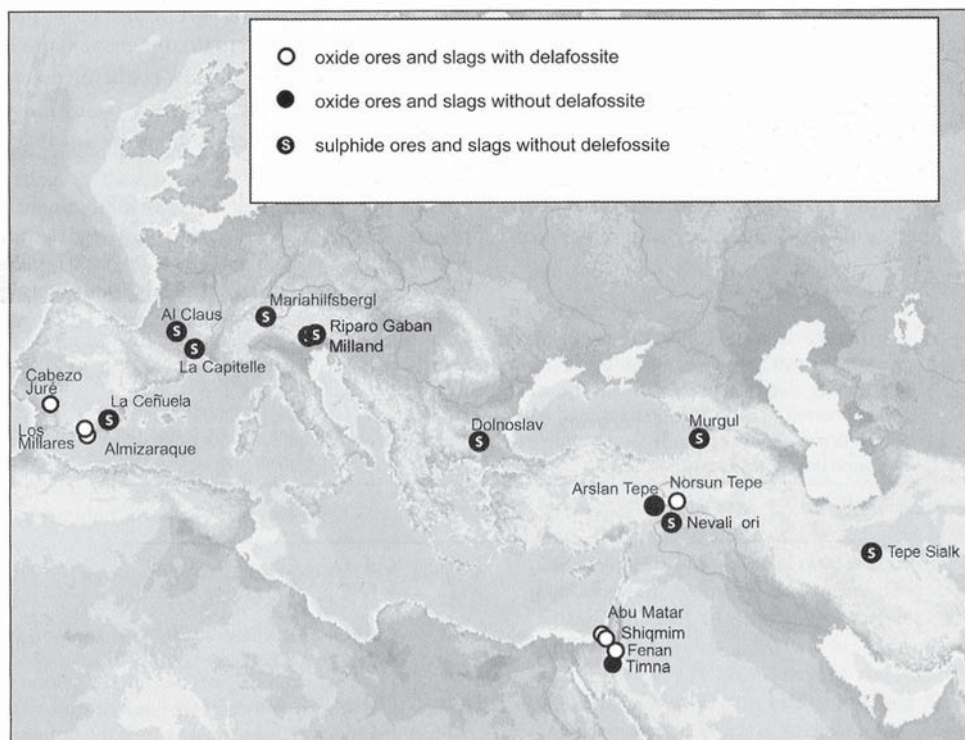 oxide ores and slags with delafossite
oxide ores and slags without delafossite
S sulphide ores and slags without delefossite
Mariahilfsbergl
Al Claus
S
S
S
S
Riparo Gaban
Milland
La Capitelle
Cabezo
Juré
La Ceñuela
S
Los
Millares
Almizaraque
Dolnoslav
S
Murgul
S
Arslan Tepe
Norsun Tepe
S
Nevali ori
S
Tepe Sialk
Abu Matar
Shiqmim
Fenan
Timna